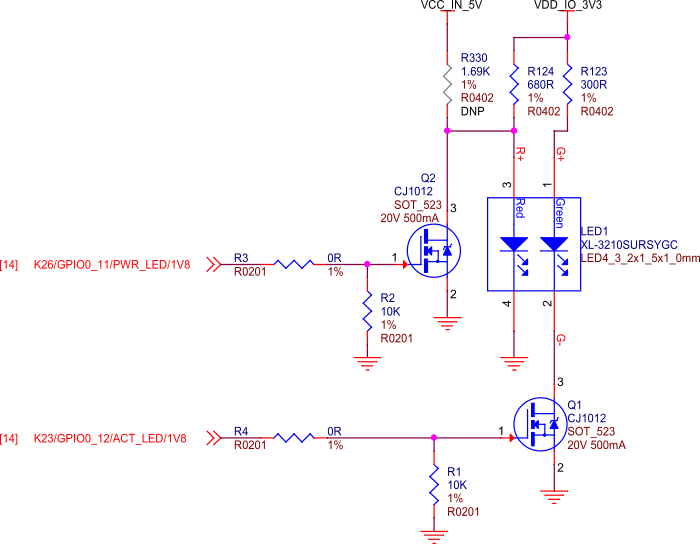 VCC_IN_5V
VDD_IO_3V3
R330
1.69K
1%
R0402
DNP
R124
680R
1%
R0402
R123
300R
1%
R0402
R+
G+
Q2
CJ1012
SOT_523
20V 500mA
3
1
2
3
1
Red
Green
LED1
XL-3210SURSYGC
LED4_3_2x1_5x1_0mm
4
2
G-
[14] K26/GPIO0_11/PWR_LED/1V8
R3
R0201
0R
1%
R2
10K
1%
R0201
[14] K23/GPIO0_12/ACT_LED/1V8
R4
R0201
0R
1%
R1
10K
1%
R0201
3
1
2
Q1
CJ1012
SOT_523
20V 500mA